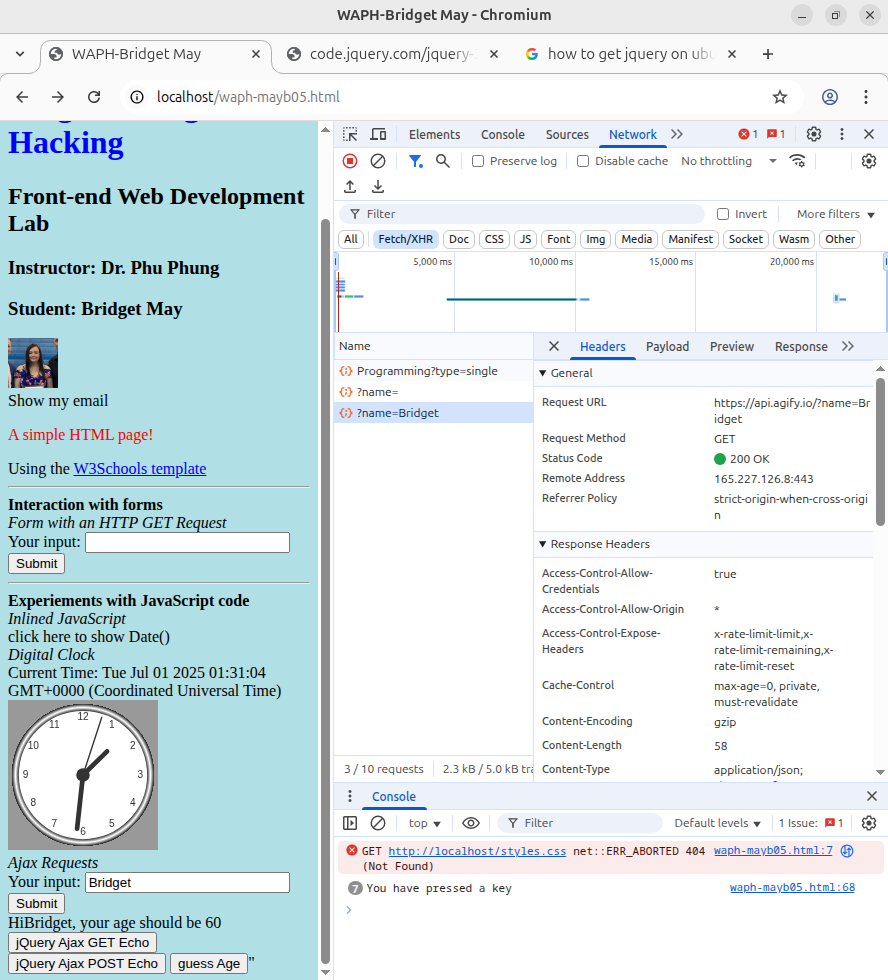 WAPH-Bridget May - Chromium
WAPH-Bridget May
code.jquery.com/jquery-
how to get jquery on ubu
localhost/waph-mayb05.html
Hacking
Front-end Web Development
Lab
Instructor: Dr. Phu Phung
Student: Bridget May
Show my email
A simple HTML page!
Using the W3Schools template
Interaction with forms
Form with an HTTP GET Request
Your input:
Submit
Experiements with JavaScript code
Inlined JavaScript
click here to show Date()
Digital Clock
Current Time: Tue Jul 01 2025 01:31:04
GMT+0000 (Coordinated Universal Time)
12
1
2
3
4
5
6
7
8
9
10
11
Ajax Requests
Your input: Bridget
Submit
HiBridget, your age should be 60
jQuery Ajax GET Echo
jQuery Ajax POST Echo guess Age "
Elements Console Sources Network 1 1
Preserve log Disable cache No throttling
Filter Invert More filters
All Fetch/XHR Doc CSS JS Font Img Media Manifest Socket Wasm Other
5,000 ms 10,000 ms 15,000 ms 20,000 ms
Name
Programming?type=single
?name=
?name=Bridget
3 / 10 requests 2.3 kB / 5.0 kB tra
Headers Payload Preview Response
General
Request URL https://api.agify.io/?name=Br
idget
Request Method GET
Status Code 200 OK
Remote Address 165.227.126.8:443
Referrer Policy strict-origin-when-cross-origi
n
Response Headers
Access-Control-Allow- true
Credentials
Access-Control-Allow-Origin *
Access-Control-Expose- x-rate-limit-limit,x-
Headers rate-limit-remaining,x-
rate-limit-reset
Cache-Control max-age=0, private,
must-revalidate
Content-Encoding gzip
Content-Length 58
Content-Type application/json;
Console
top Filter Default levels 1 Issue: 1
GET http://localhost/styles.css net::ERR_ABORTED 404 waph-mayb05.html:7
(Not Found)
7 You have pressed a key waph-mayb05.html:68